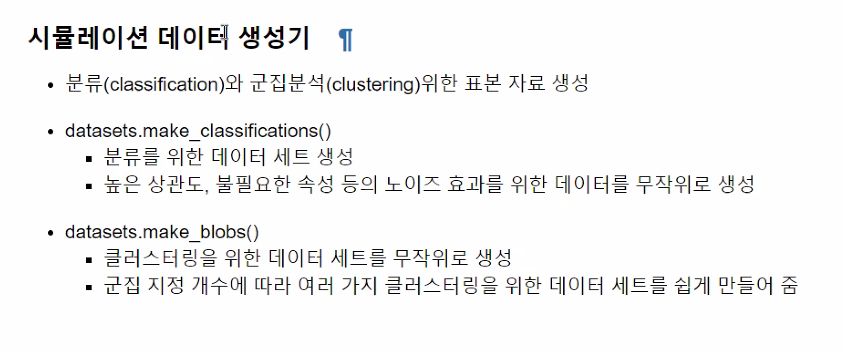 시뮬레이션 데이터 생성기 ¶
• 분류(classification)와 군집분석(clustering)위한 표본 자료 생성
• datasets.make_classifications()
▪ 분류를 위한 데이터 세트 생성
▪ 높은 상관도, 불필요한 속성 등의 노이즈 효과를 위한 데이터를 무작위로 생성
• datasets.make_blobs()
▪ 클러스터링을 위한 데이터 세트를 무작위로 생성
▪ 군집 지정 개수에 따라 여러 가지 클러스터링을 위한 데이터 세트를 쉽게 만들어 줌